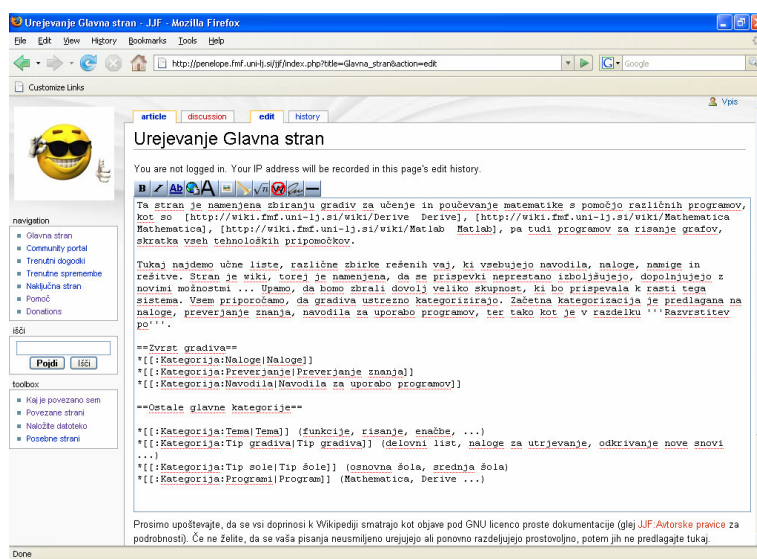 Urejevanje Glavna stran - JJF - Mozilla Firefox
File Edit View History Bookmarks Tools Help
http://penelope.fmf.uni-lj.si/jjf/index.php?title=Glavna_stran&action=edit
Google
Customize Links
Vpis
article discussion edit history
Urejevanje Glavna stran
You are not logged in. Your IP address will be recorded in this page's edit history.
Ta stran je namenjena zbiranju gradiv za učenje in poučevanje matematike s pomočjo različnih programov,
kot so [http://wiki.fmf.uni-lj.si/wiki/Derive Derive], [http://wiki.fmf.uni-lj.si/wiki/Mathematica
Mathematica], [http://wiki.fmf.uni-lj.si/wiki/Matlab Matlab], pa tudi programov za risanje grafov,
skratka vseh tehnoloških pripomočkov.
Tukaj najdemo učne liste, različne zbirke rešenih vaj, ki vsebujejo navodila, naloge, namige in
rešitve. Stran je wiki, torej je namenjena, da se prispevki neprestano izboljšujejo, dopolnjujejo z
novimi možnostmi ... Upamo, da bomo zbrali dovolj veliko skupnost, ki bo prispevala k rasti tega
sistema. Vsem priporočamo, da gradiva ustrezno kategorizirajo. Začetna kategorizacija je predlagana na
naloge, preverjanje znanja, navodila za uporabo programov, ter tako kot je v razdelku '''Razvrstitev
po'''.
==Zvrst gradiva==
*[[:Kategorija:Naloge|Naloge]]
*[[:Kategorija:Preverjanje|Preverjanje znanja]]
*[[:Kategorija:Navodila|Navodila za uporabo programov]]
==Ostale glavne kategorije==
*[[:Kategorija:Tema|Tema]] (funkcije, risanje, enačbe, ...)
*[[:Kategorija:Tip gradiva|Tip gradiva]] (delovni list, naloge za utrjevanje, odkrivanje nove snovi
...)
*[[:Kategorija:Tip sole|Tip šole]] (osnovna šola, srednja šola)
*[[:Kategorija:Programi|Program]] (Mathematica, Derive ...)
Prosimo upoštevajte, da se vsi doprinosi k Wikipediji smatrajo kot objave pod GNU licenco proste dokumentacije (glej JJF:Avtorske pravice za
podrobnosti). Če ne želite, da se vaša pisanja neusmiljeno urejujejo ali ponovno razdeljujejo prostovoljno, potem jih ne predlagajte tukaj.
navigation
Glavna stran
Community portal
Trenutni dogodki
Trenutne spremembe
Naključna stran
Pomoč
Donations
išči
Pojdi Išči
toolbox
Kaj je povezano sem
Povezane strani
Naložite datoteko
Posebne strani
Done